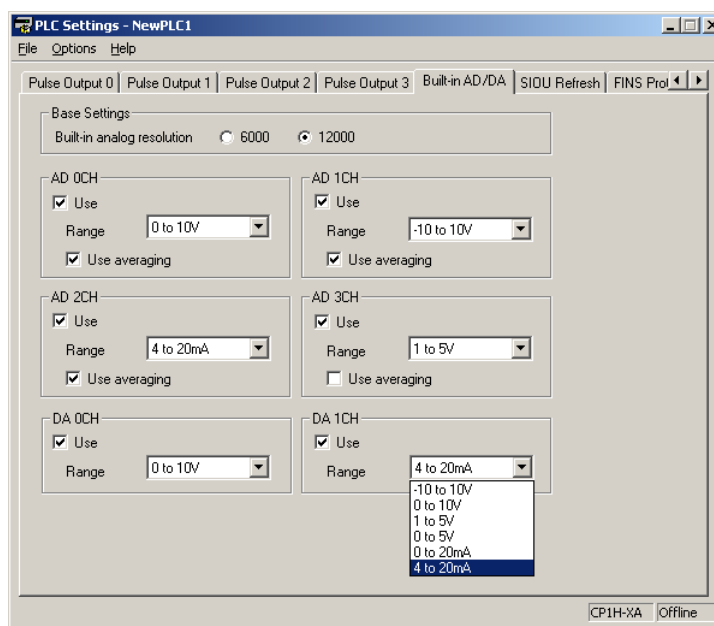 PLC Settings - NewPLC1
File Options Help
Pulse Output 0 Pulse Output 1 Pulse Output 2 Pulse Output 3 Built-in AD/DA SIOU Refresh FINS Pro
Base Settings
Built-in analog resolution 6000 12000
AD 0CH
Use
Range 0 to 10V
Use averaging
AD 1CH
Use
Range -10 to 10V
Use averaging
AD 2CH
Use
Range 4 to 20mA
Use averaging
AD 3CH
Use
Range 1 to 5V
Use averaging
DA 0CH
Use
Range 0 to 10V
DA 1CH
Use
Range 4 to 20mA
-10 to 10V
0 to 10V
1 to 5V
0 to 5V
0 to 20mA
4 to 20mA
CP1H-XA Offline